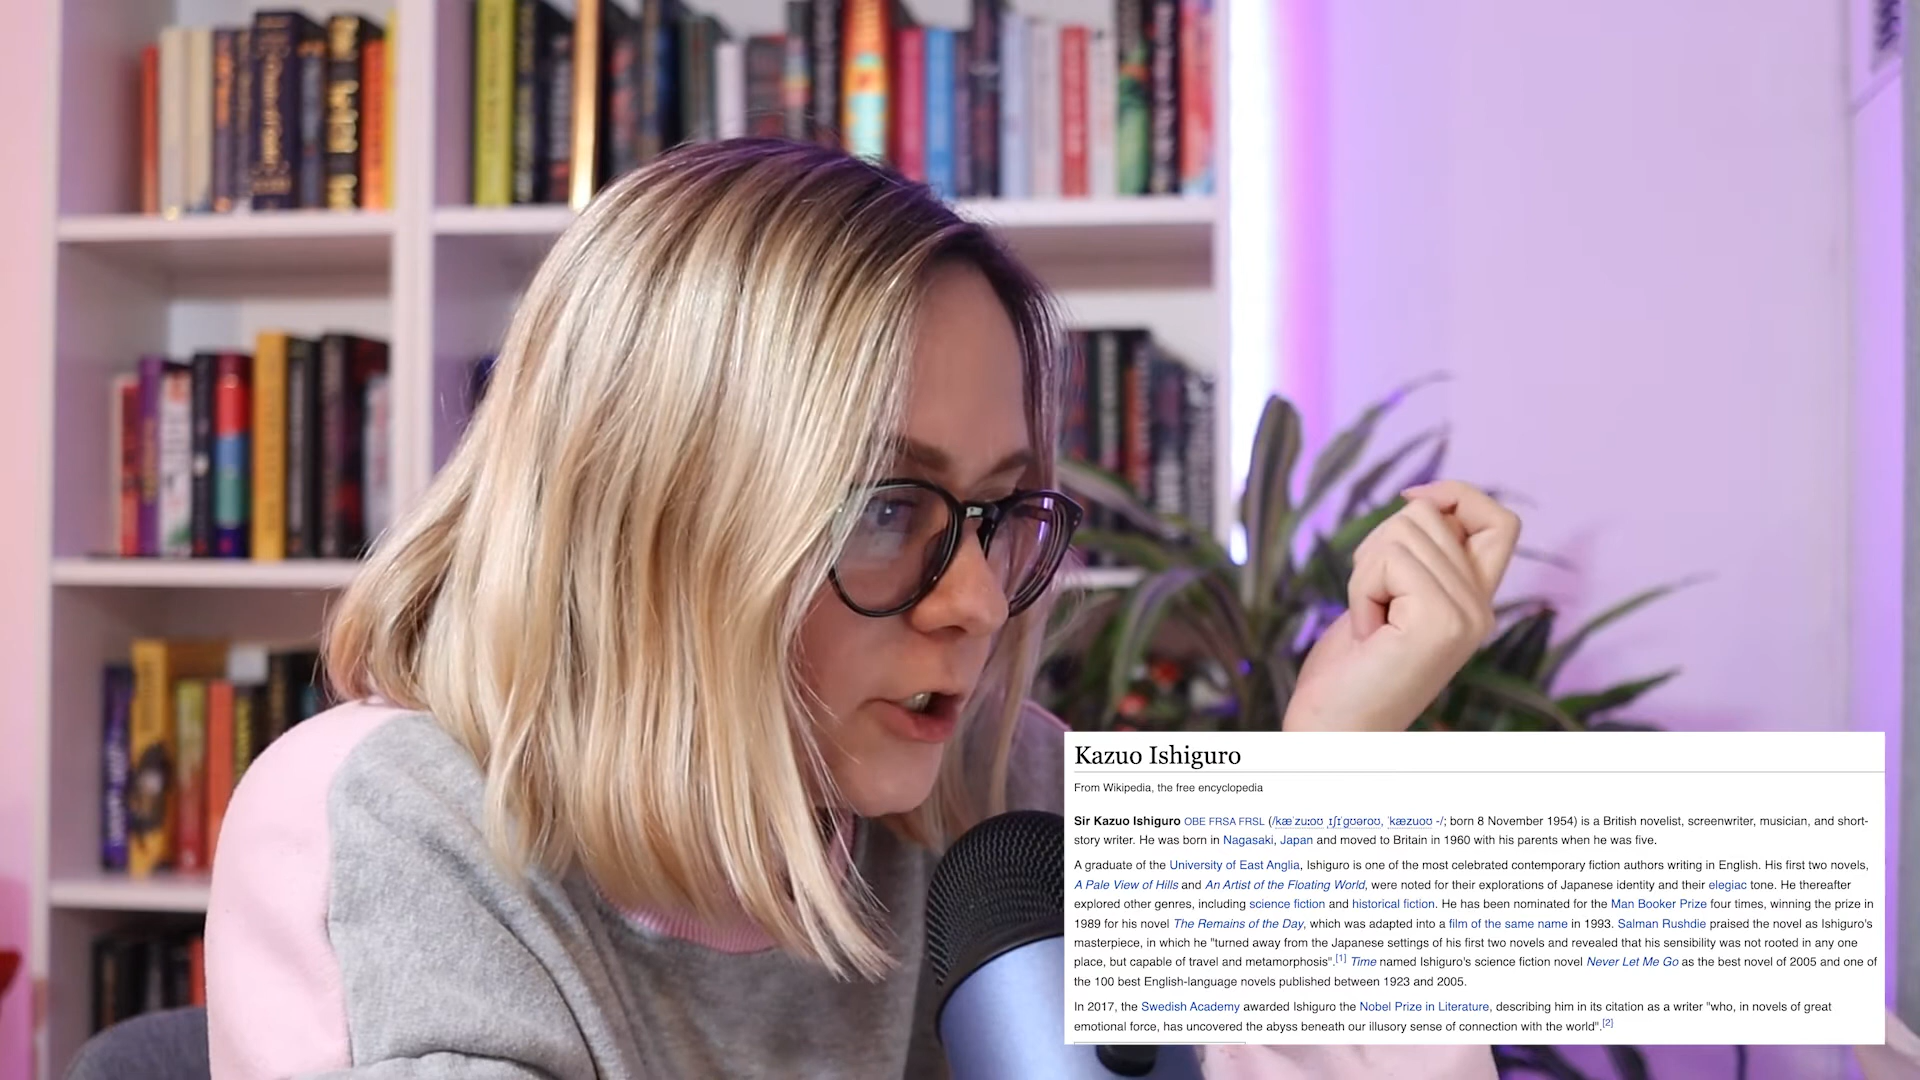 Kazuo Ishiguro
From Wikipedia, the free encyclopedia
Sir Kazuo Ishiguro OBE FRSA FRSL (/kæˈzuːoʊ ˌɪʃɪˈɡʊəroʊ, ˈkæzuoʊ -/; born 8 November 1954) is a British novelist, screenwriter, musician, and short-
story writer. He was born in Nagasaki, Japan and moved to Britain in 1960 with his parents when he was five.
A graduate of the University of East Anglia, Ishiguro is one of the most celebrated contemporary fiction authors writing in English. His first two novels,
A Pale View of Hills and An Artist of the Floating World, were noted for their explorations of Japanese identity and their elegiac tone. He thereafter
explored other genres, including science fiction and historical fiction. He has been nominated for the Man Booker Prize four times, winning the prize in
1989 for his novel The Remains of the Day, which was adapted into a film of the same name in 1993. Salman Rushdie praised the novel as Ishiguro's
masterpiece, in which he "turned away from the Japanese settings of his first two novels and revealed that his sensibility was not rooted in any one
place, but capable of travel and metamorphosis".[1] Time named Ishiguro's science fiction novel Never Let Me Go as the best novel of 2005 and one of
the 100 best English-language novels published between 1923 and 2005.
In 2017, the Swedish Academy awarded Ishiguro the Nobel Prize in Literature, describing him in its citation as a writer "who, in novels of great
emotional force, has uncovered the abyss beneath our illusory sense of connection with the world".[2]